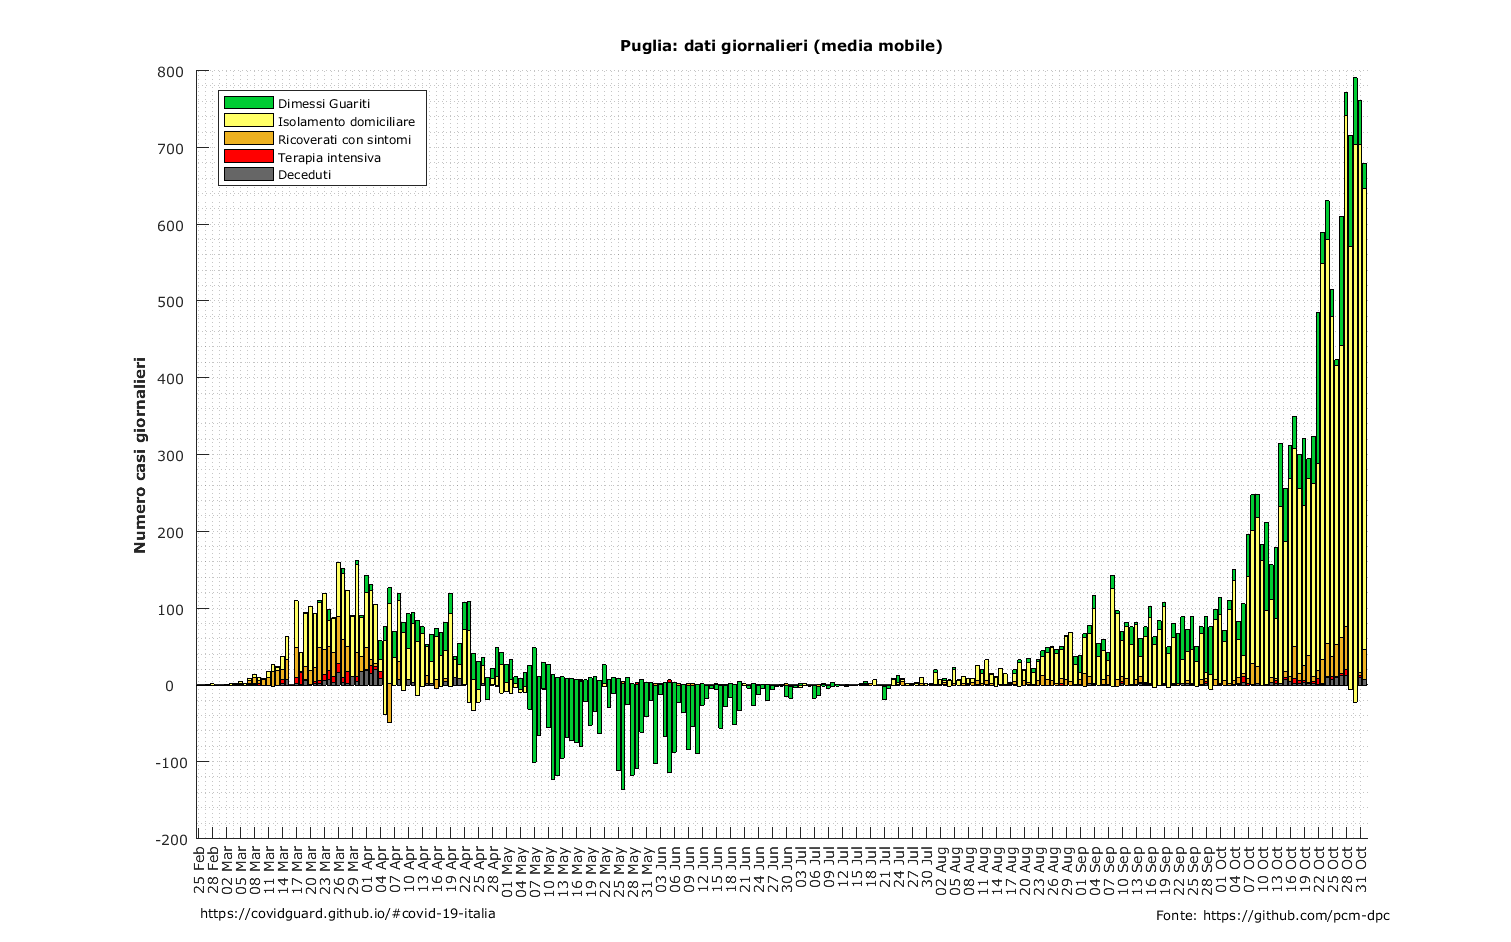 Puglia: dati giornalieri (media mobile)
Dimessi Guariti
Isolamento domiciliare
Ricoverati con sintomi
Terapia intensiva
Deceduti
Numero casi giornalieri
800
700
600
500
400
300
200
100
0
-100
-200
25 Feb
28 Feb
02 Mar
05 Mar
08 Mar
11 Mar
14 Mar
17 Mar
20 Mar
23 Mar
26 Mar
29 Mar
01 Apr
04 Apr
07 Apr
10 Apr
13 Apr
16 Apr
19 Apr
22 Apr
25 Apr
28 Apr
01 May
04 May
07 May
10 May
13 May
16 May
19 May
22 May
25 May
28 May
31 May
03 Jun
06 Jun
09 Jun
12 Jun
15 Jun
18 Jun
21 Jun
24 Jun
27 Jun
30 Jun
03 Jul
06 Jul
09 Jul
12 Jul
15 Jul
18 Jul
21 Jul
24 Jul
27 Jul
30 Jul
02 Aug
05 Aug
08 Aug
11 Aug
14 Aug
17 Aug
20 Aug
23 Aug
26 Aug
29 Aug
01 Sep
04 Sep
07 Sep
10 Sep
13 Sep
16 Sep
19 Sep
22 Sep
25 Sep
28 Sep
01 Oct
04 Oct
07 Oct
10 Oct
13 Oct
16 Oct
19 Oct
22 Oct
25 Oct
28 Oct
31 Oct
https://covidguard.github.io/#covid-19-italia
Fonte: https://github.com/pcm-dpc